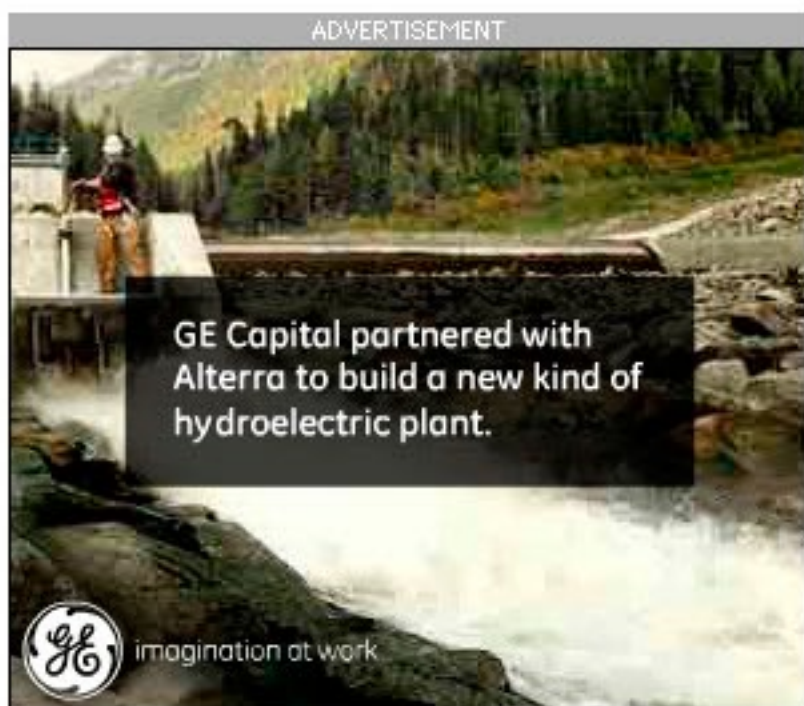 ADVERTISEMENT
GE Capital partnered with
Alterra to build a new kind of
hydroelectric plant.
GE imagination at work